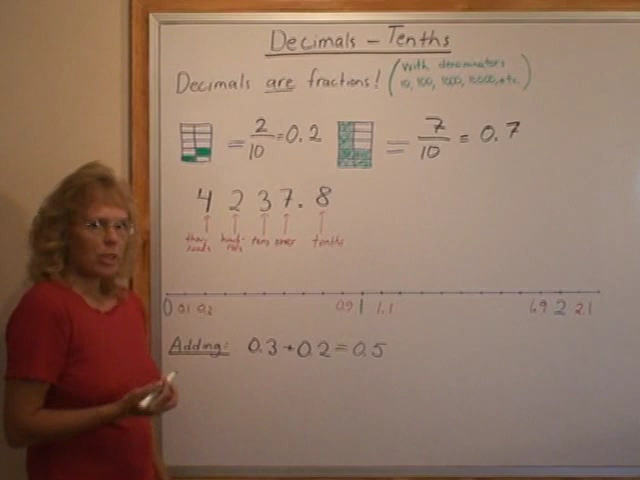 Decimals – Tenths
Decimals are fractions! (With denominators
10, 100, 1000, 10000, etc.)
= 2/10 = 0.2 = 7/10 = 0.7
4 2 3 7 . 8
thousands hundreds tens ones tenths
0 0.1 0.2 0.9 1 1.1 1.9 2 2.1
Adding: 0.3 + 0.2 = 0.5